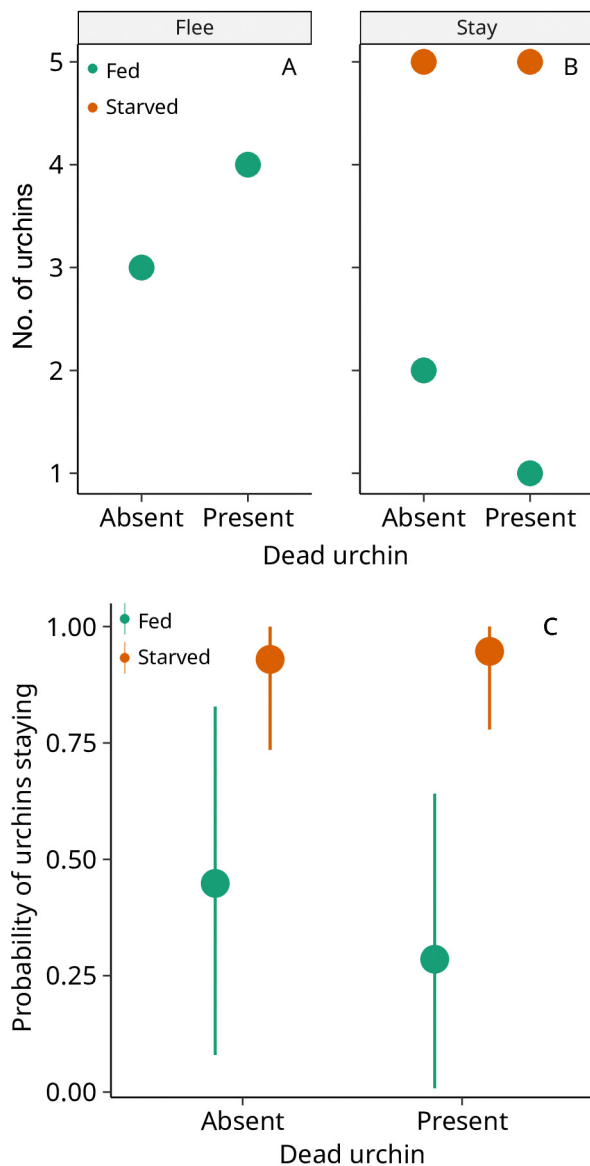 Flee
Stay
5
Fed
A
B
Starved
4
No. of urchins
3
2
1
Absent Present
Absent Present
Dead urchin
1.00
Fed
C
Starved
0.75
Probability of urchins staying
0.50
0.25
0.00
Absent
Present
Dead urchin